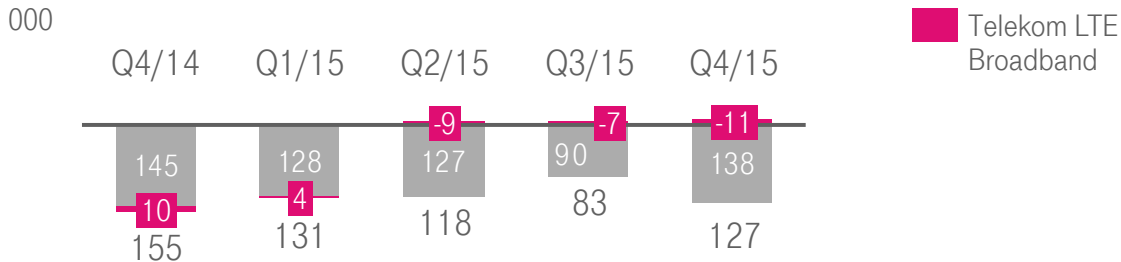 000
Telekom LTE
Broadband
Q4/14 Q1/15 Q2/15 Q3/15 Q4/15
-9 -7 -11
145 128 127 90 138
10 4
155 131 118 83 127